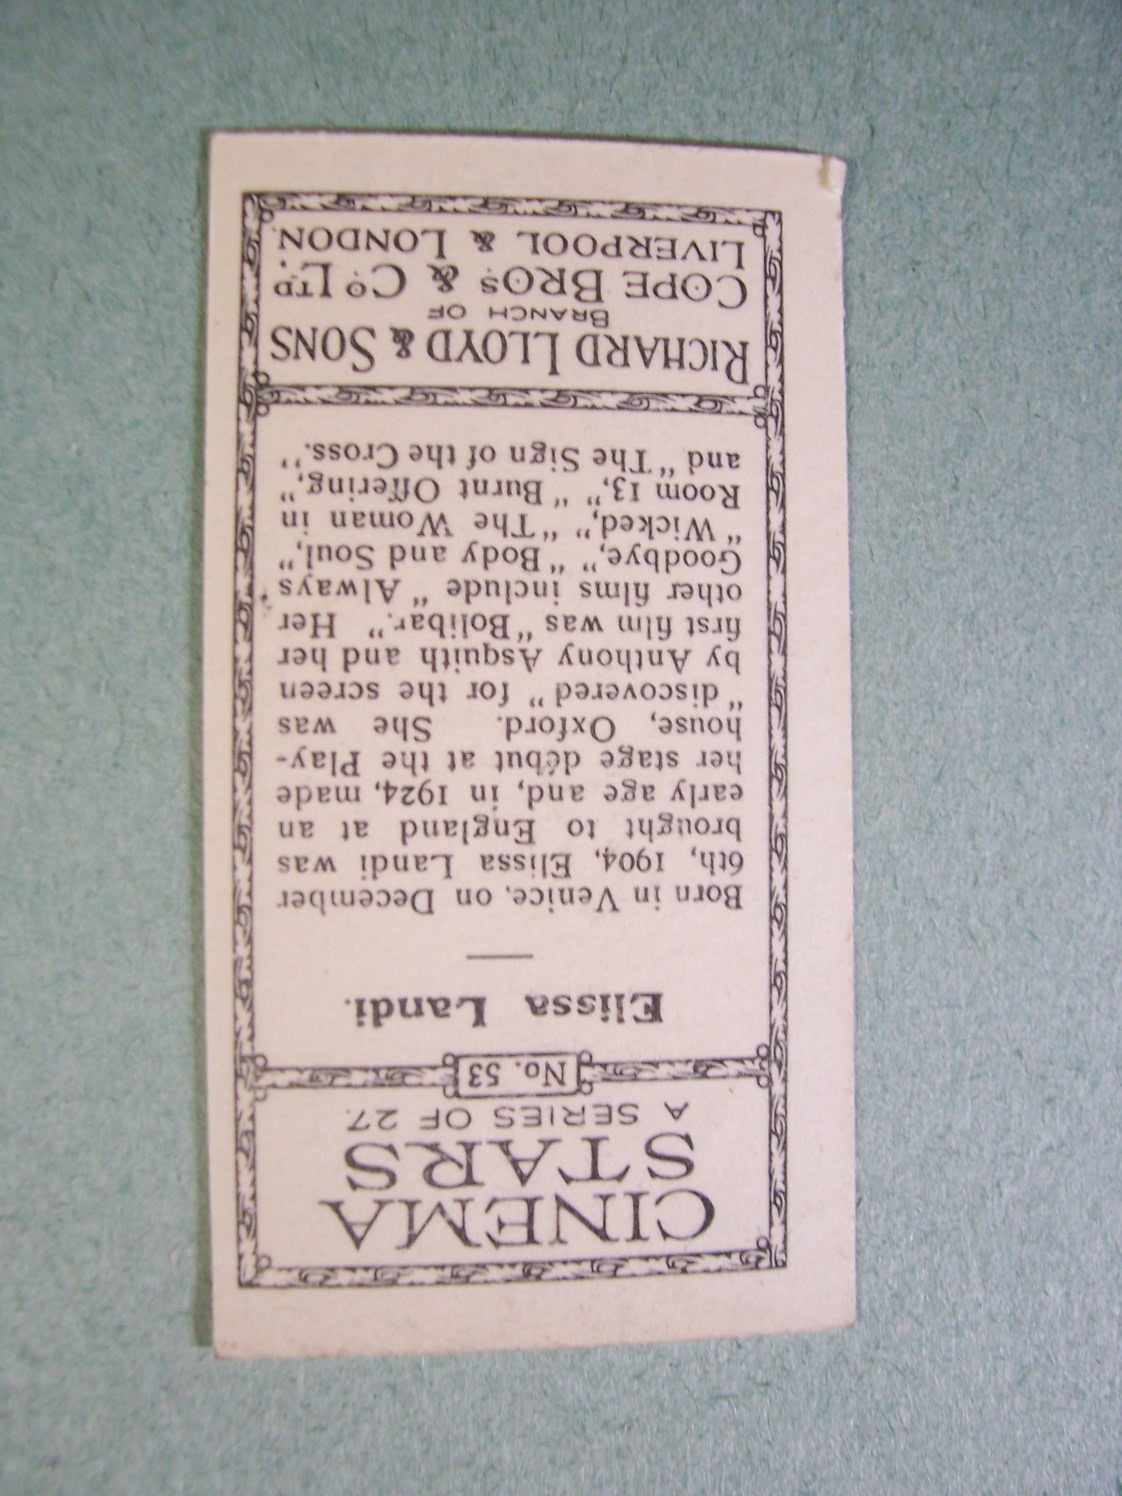 CINEMA
STARS
A SERIES OF 27.
No. 53
Elissa Landi.
Born in Venice, on December
6th, 1904, Elissa Landi was
brought to England at an
early age and, in 1924, made
her stage début at the Play-
house, Oxford. She was
"discovered" for the screen
by Anthony Asquith and her
first film was "Bolibar." Her
other films include "Always
Goodbye," "Body and Soul,"
"Wicked," "The Woman in
Room 13," "Burnt Offering,"
and "The Sign of the Cross."
RICHARD LLOYD & SONS
BRANCH OF
COPE BROS & CO LTD.
LIVERPOOL & LONDON.